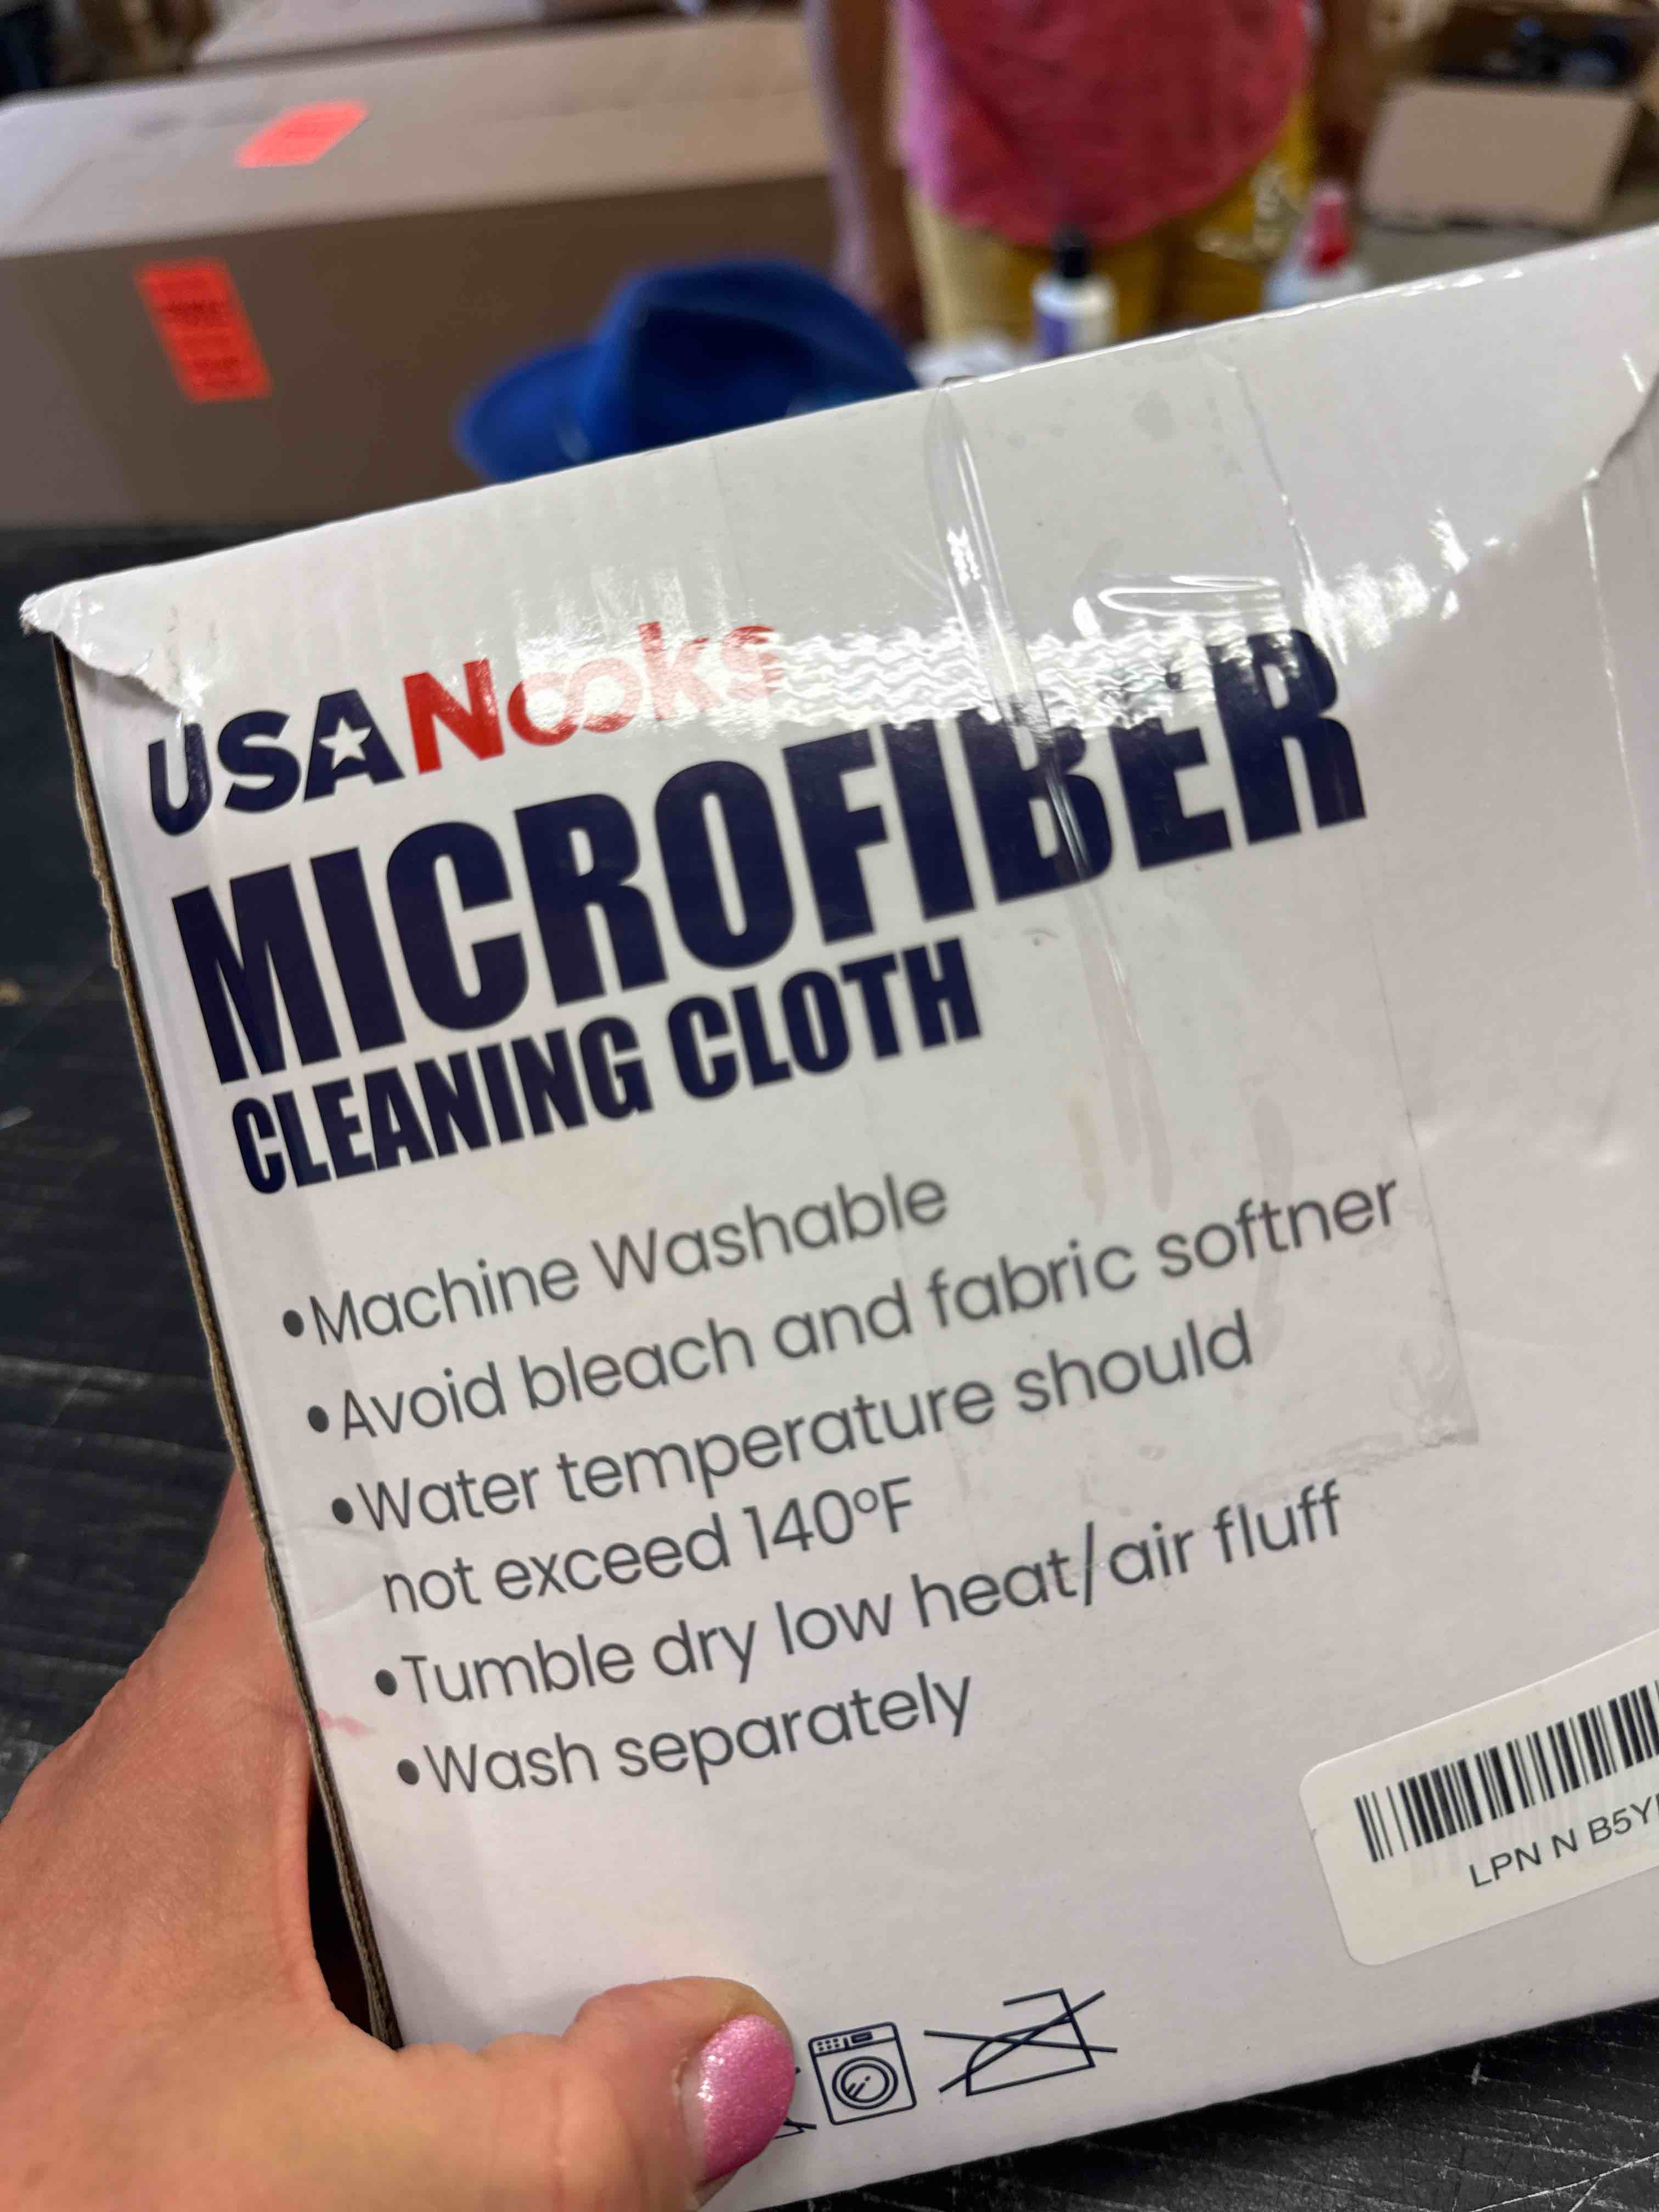 USANooks
MICROFIBER
CLEANING CLOTH
•Machine Washable
•Avoid bleach and fabric softner
•Water temperature should
not exceed 140°F
•Tumble dry low heat/air fluff
•Wash separately
LPN N B5Y